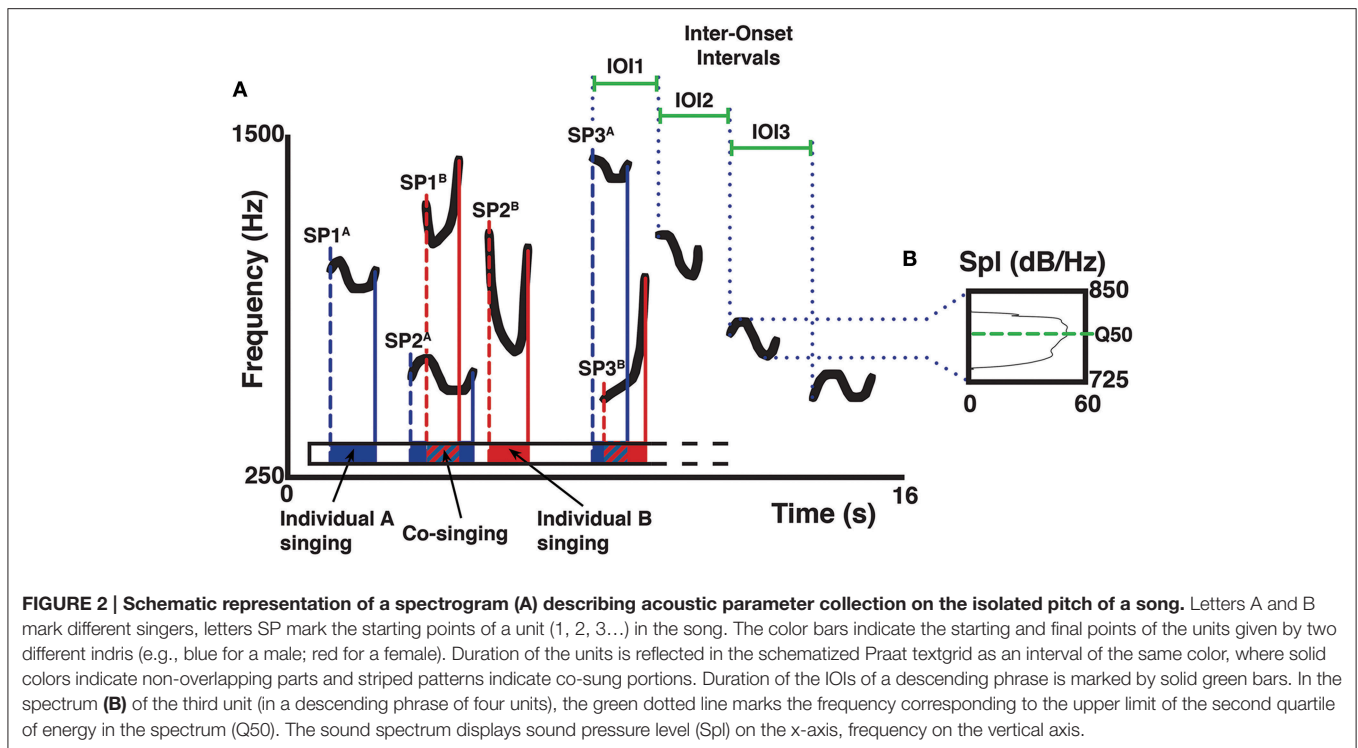 Inter-Onset
Intervals
A
IOI1
IOI2
IOI3
1500
SP3ᴬ
SP1ᴮ
SP2ᴮ
SP1ᴬ
SP2ᴬ
SP3ᴮ
Frequency (Hz)
B
Spl (dB/Hz)
850
Q50
725
0
60
250
0
16
Time (s)
Individual A
singing
Co-singing
Individual B
singing
FIGURE 2 | Schematic representation of a spectrogram (A) describing acoustic parameter collection on the isolated pitch of a song. Letters A and B
mark different singers, letters SP mark the starting points of a unit (1, 2, 3…) in the song. The color bars indicate the starting and final points of the units given by two
different indris (e.g., blue for a male; red for a female). Duration of the units is reflected in the schematized Praat textgrid as an interval of the same color, where solid
colors indicate non-overlapping parts and striped patterns indicate co-sung portions. Duration of the IOIs of a descending phrase is marked by solid green bars. In the
spectrum (B) of the third unit (in a descending phrase of four units), the green dotted line marks the frequency corresponding to the upper limit of the second quartile
of energy in the spectrum (Q50). The sound spectrum displays sound pressure level (Spl) on the x-axis, frequency on the vertical axis.